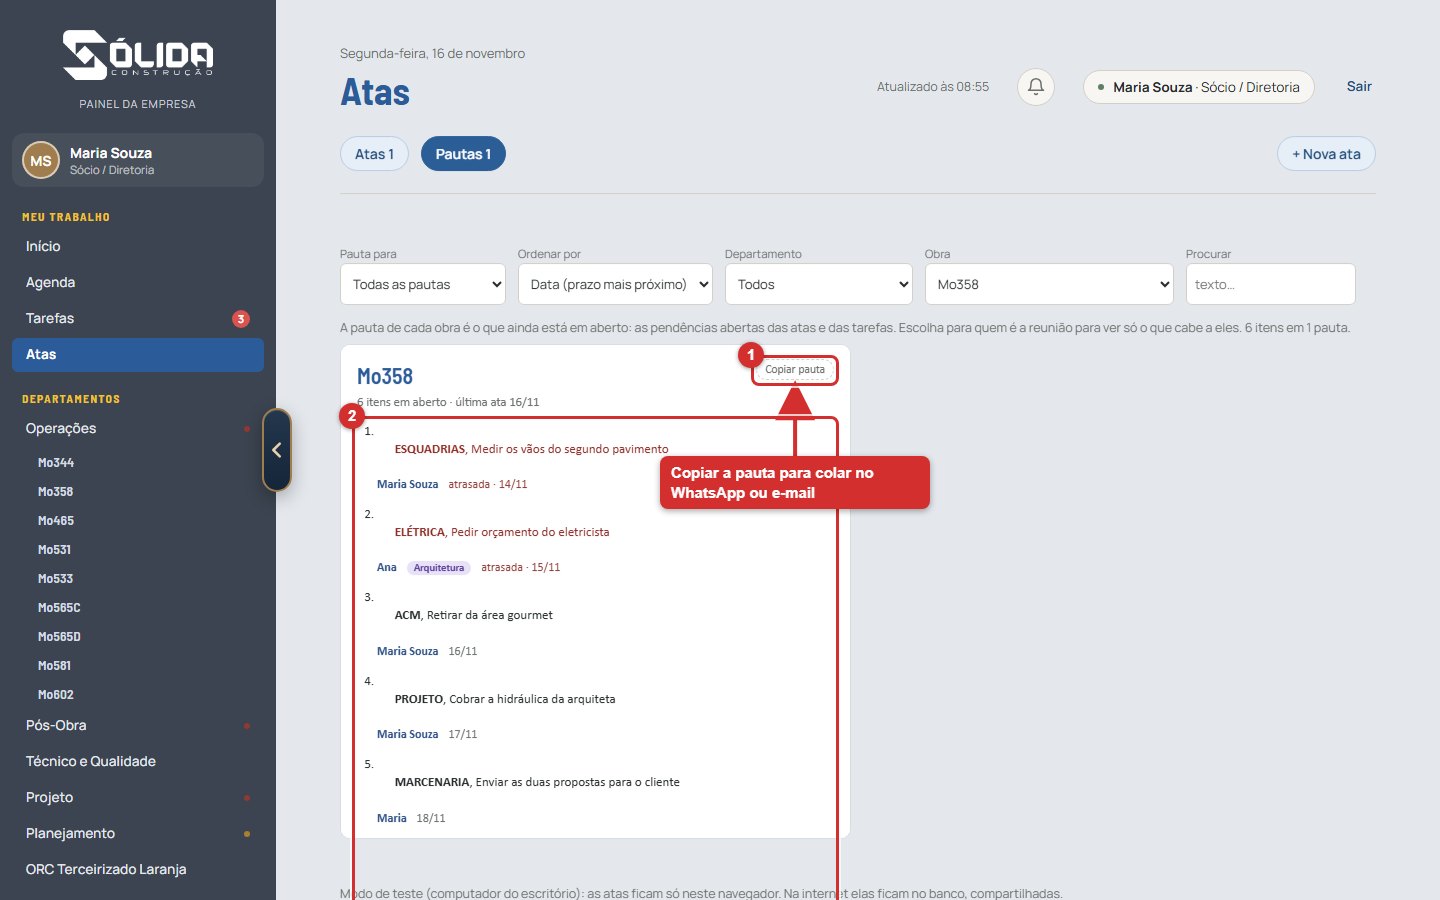 SÓLIDA
CONSTRUÇÃO
PAINEL DA EMPRESA
MS
Maria Souza
Sócio / Diretoria
MEU TRABALHO
Início
Agenda
Tarefas 3
Atas
DEPARTAMENTOS
Operações
Mo344
Mo358
Mo465
Mo531
Mo533
Mo565C
Mo565D
Mo581
Mo602
Pós-Obra
Técnico e Qualidade
Projeto
Planejamento
ORC Terceirizado Laranja
Segunda-feira, 16 de novembro
Atas
Atualizado às 08:55
Maria Souza · Sócio / Diretoria
Sair
Atas 1
Pautas 1
+ Nova ata
Pauta para
Todas as pautas
Ordenar por
Data (prazo mais próximo)
Departamento
Todos
Obra
Mo358
Procurar
texto...
A pauta de cada obra é o que ainda está em aberto: as pendências abertas das atas e das tarefas. Escolha para quem é a reunião para ver só o que cabe a eles. 6 itens em 1 pauta.
Mo358
1
Copiar pauta
6 itens em aberto · última ata 16/11
2
Copiar a pauta para colar no
WhatsApp ou e-mail
1.
ESQUADRIAS, Medir os vãos do segundo pavimento
Maria Souza atrasada · 14/11
2.
ELÉTRICA, Pedir orçamento do eletricista
Ana Arquitetura atrasada · 15/11
3.
ACM, Retirar da área gourmet
Maria Souza 16/11
4.
PROJETO, Cobrar a hidráulica da arquiteta
Maria Souza 17/11
5.
MARCENARIA, Enviar as duas propostas para o cliente
Maria 18/11
Modo de teste (computador do escritório): as atas ficam só neste navegador. Na internet elas ficam no banco, compartilhadas.